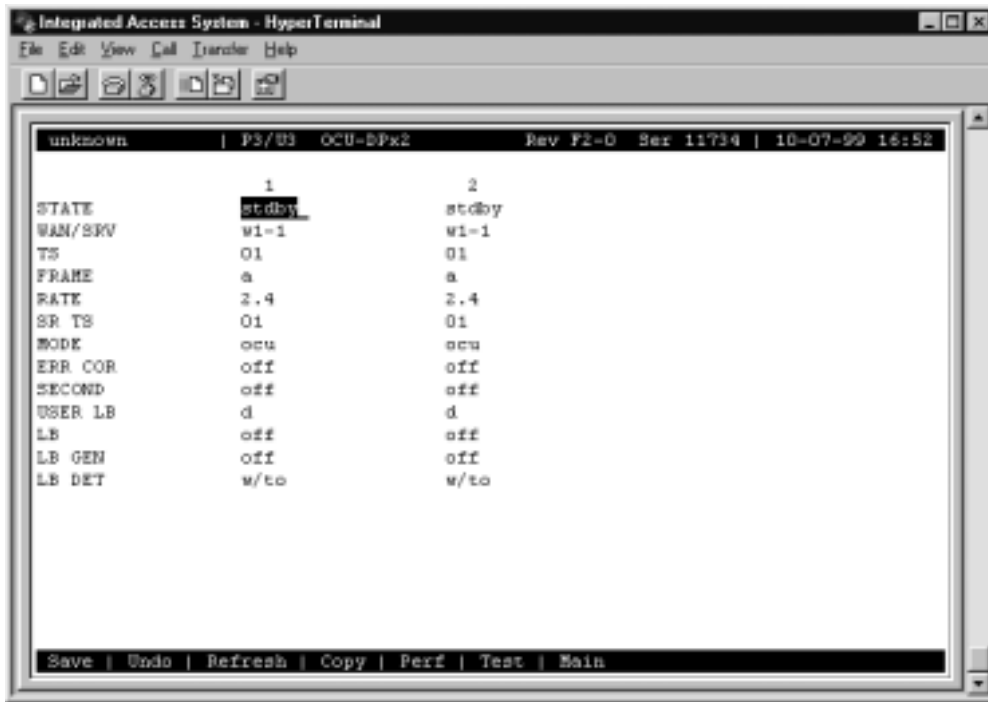 Integrated Access System - HyperTerminal
File Edit View Call Transfer Help
unknown | P3/U3 OCU-DPx2 Rev F2-0 Ser 11734 | 10-07-99 16:52
1 2
STATE stdby stdby
WAN/SRV w1-1 w1-1
TS 01 01
FRAME a a
RATE 2.4 2.4
SR TS 01 01
MODE ocu ocu
ERR COR off off
SECOND off off
USER LB d d
LB off off
LB GEN off off
LB DET w/to w/to
Save | Undo | Refresh | Copy | Perf | Test | Main